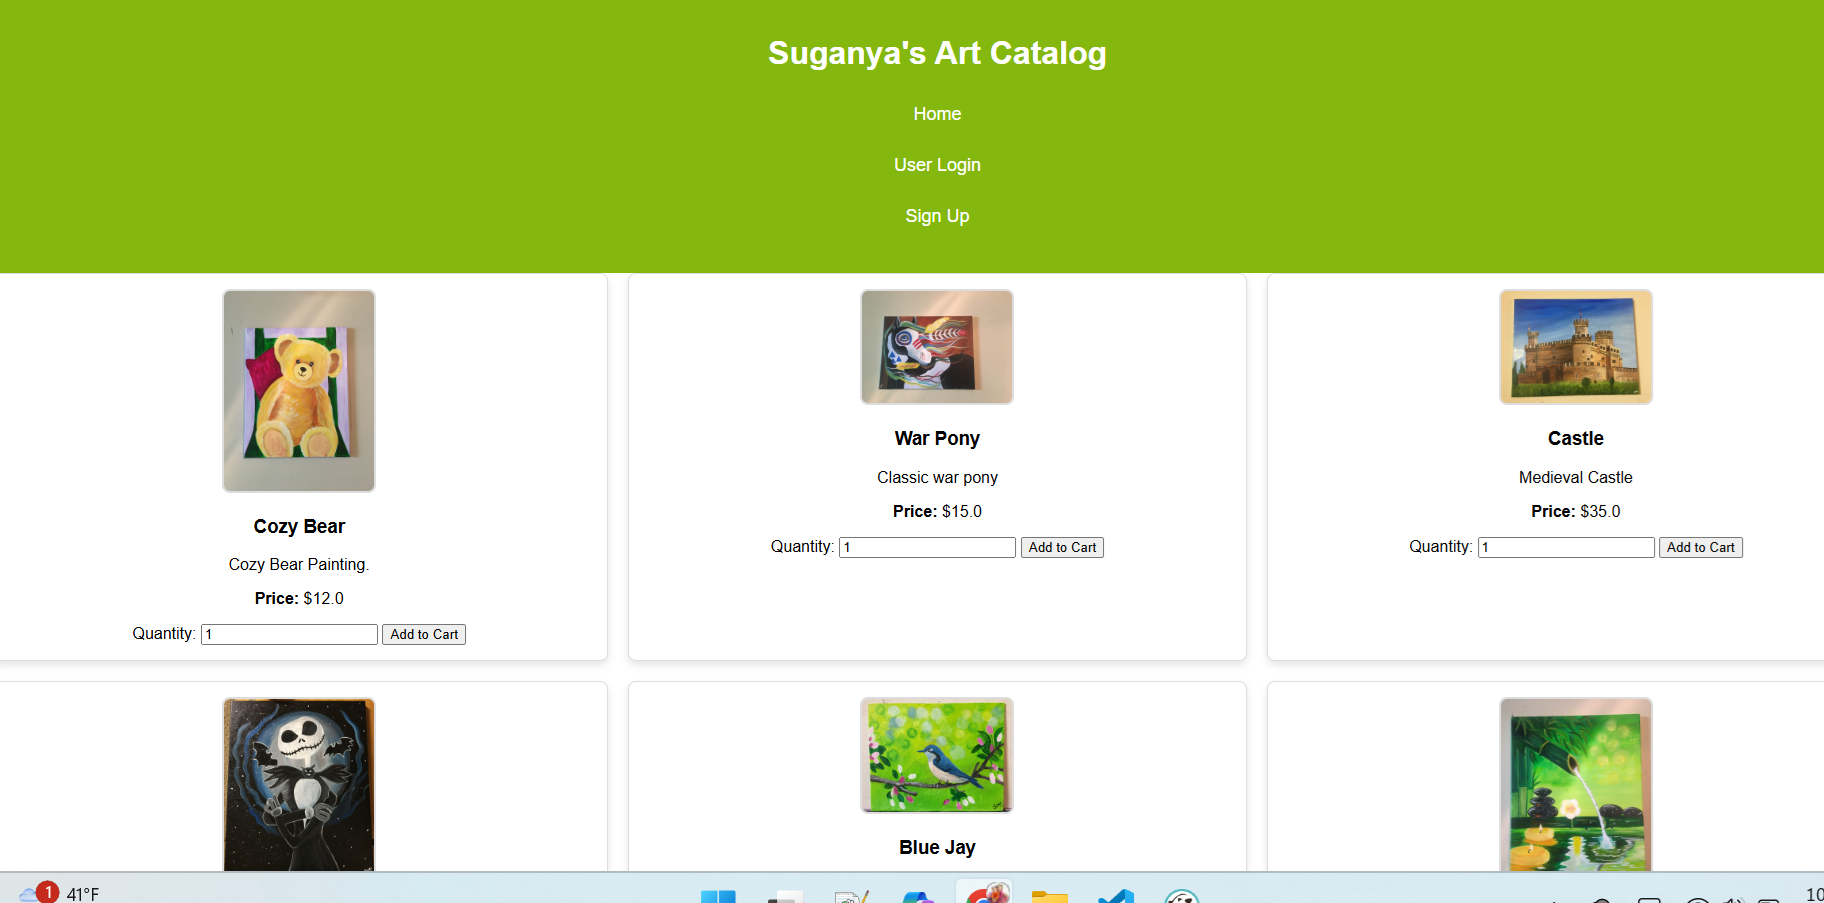 Suganya's Art Catalog
Home
User Login
Sign Up
Cozy Bear
Cozy Bear Painting.
Price: $12.0
Quantity: 1 Add to Cart
War Pony
Classic war pony
Price: $15.0
Quantity: 1 Add to Cart
Castle
Medieval Castle
Price: $35.0
Quantity: 1 Add to Cart
Blue Jay
1 41°F
10